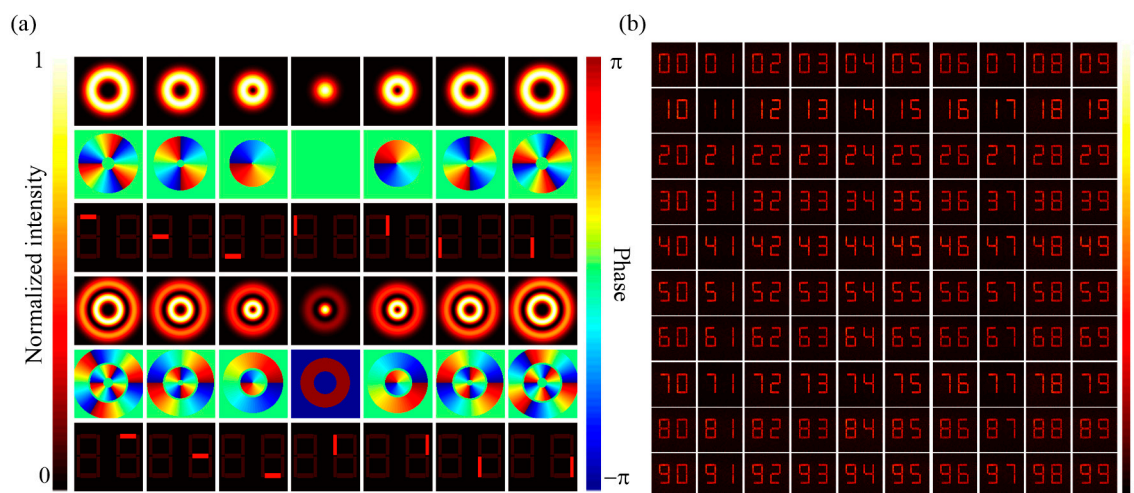 (a)
(b)
1
Normalized intensity
0
π
Phase
−π
00 01 02 03 04 05 06 07 08 09
10 11 12 13 14 15 16 17 18 19
20 21 22 23 24 25 26 27 28 29
30 31 32 33 34 35 36 37 38 39
40 41 42 43 44 45 46 47 48 49
50 51 52 53 54 55 56 57 58 59
60 61 62 63 64 65 66 67 68 69
70 71 72 73 74 75 76 77 78 79
80 81 82 83 84 85 86 87 88 89
90 91 92 93 94 95 96 97 98 99